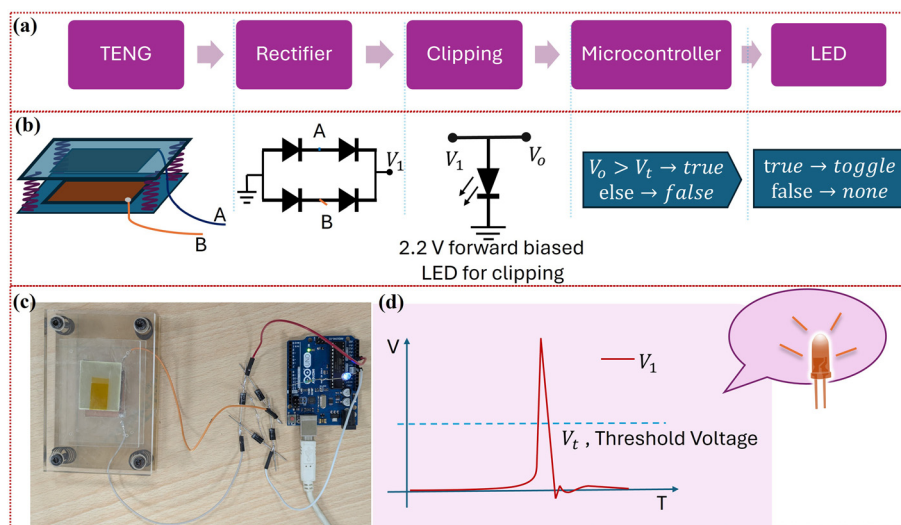 (a)
TENG
Rectifier
Clipping
Microcontroller
LED
(b)
A
B
A
B
V₁
V₁
Vₒ
2.2 V forward biased
LED for clipping
Vₒ > Vₜ → true
else → false
true → toggle
false → none
(c)
(d)
V
V₁
Vₜ , Threshold Voltage
T